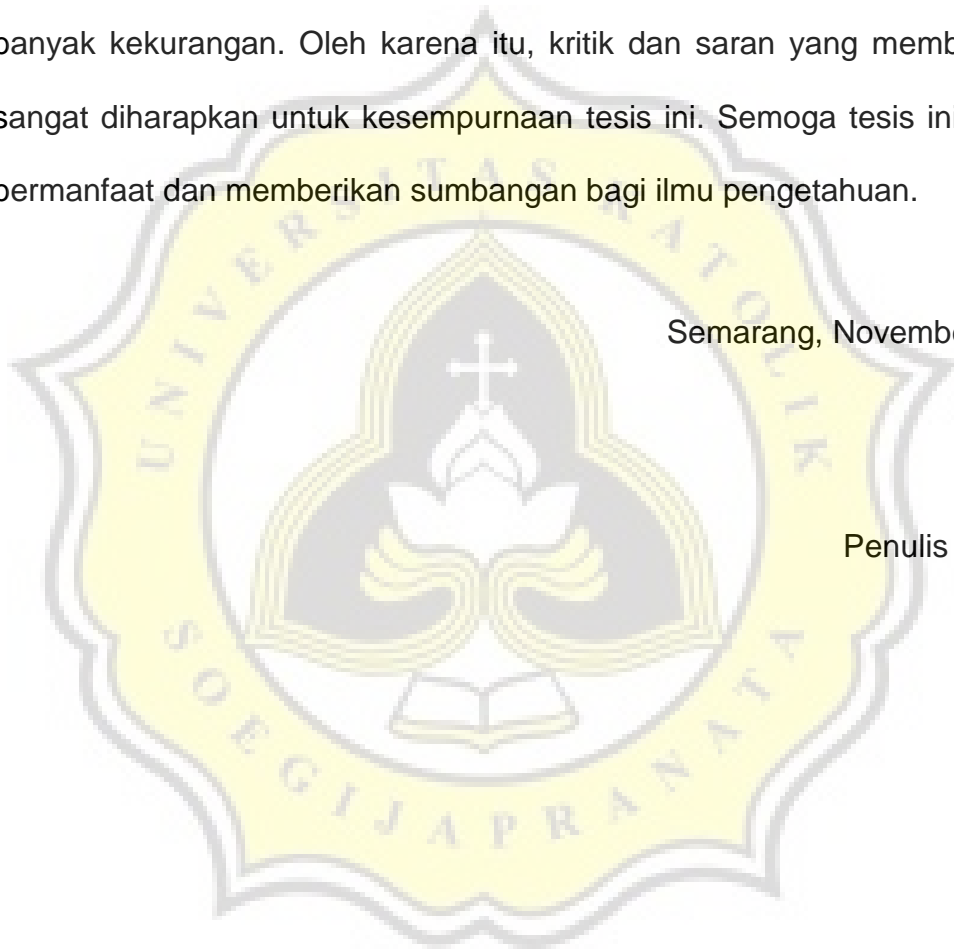 banyak kekurangan. Oleh karena itu, kritik dan saran yang memb
sangat diharapkan untuk kesempurnaan tesis ini. Semoga tesis ini
bermanfaat dan memberikan sumbangan bagi ilmu pengetahuan.
Semarang, Novembe
Penulis
UNIVERSITAS KATOLIK
SOEGIJAPRANATA